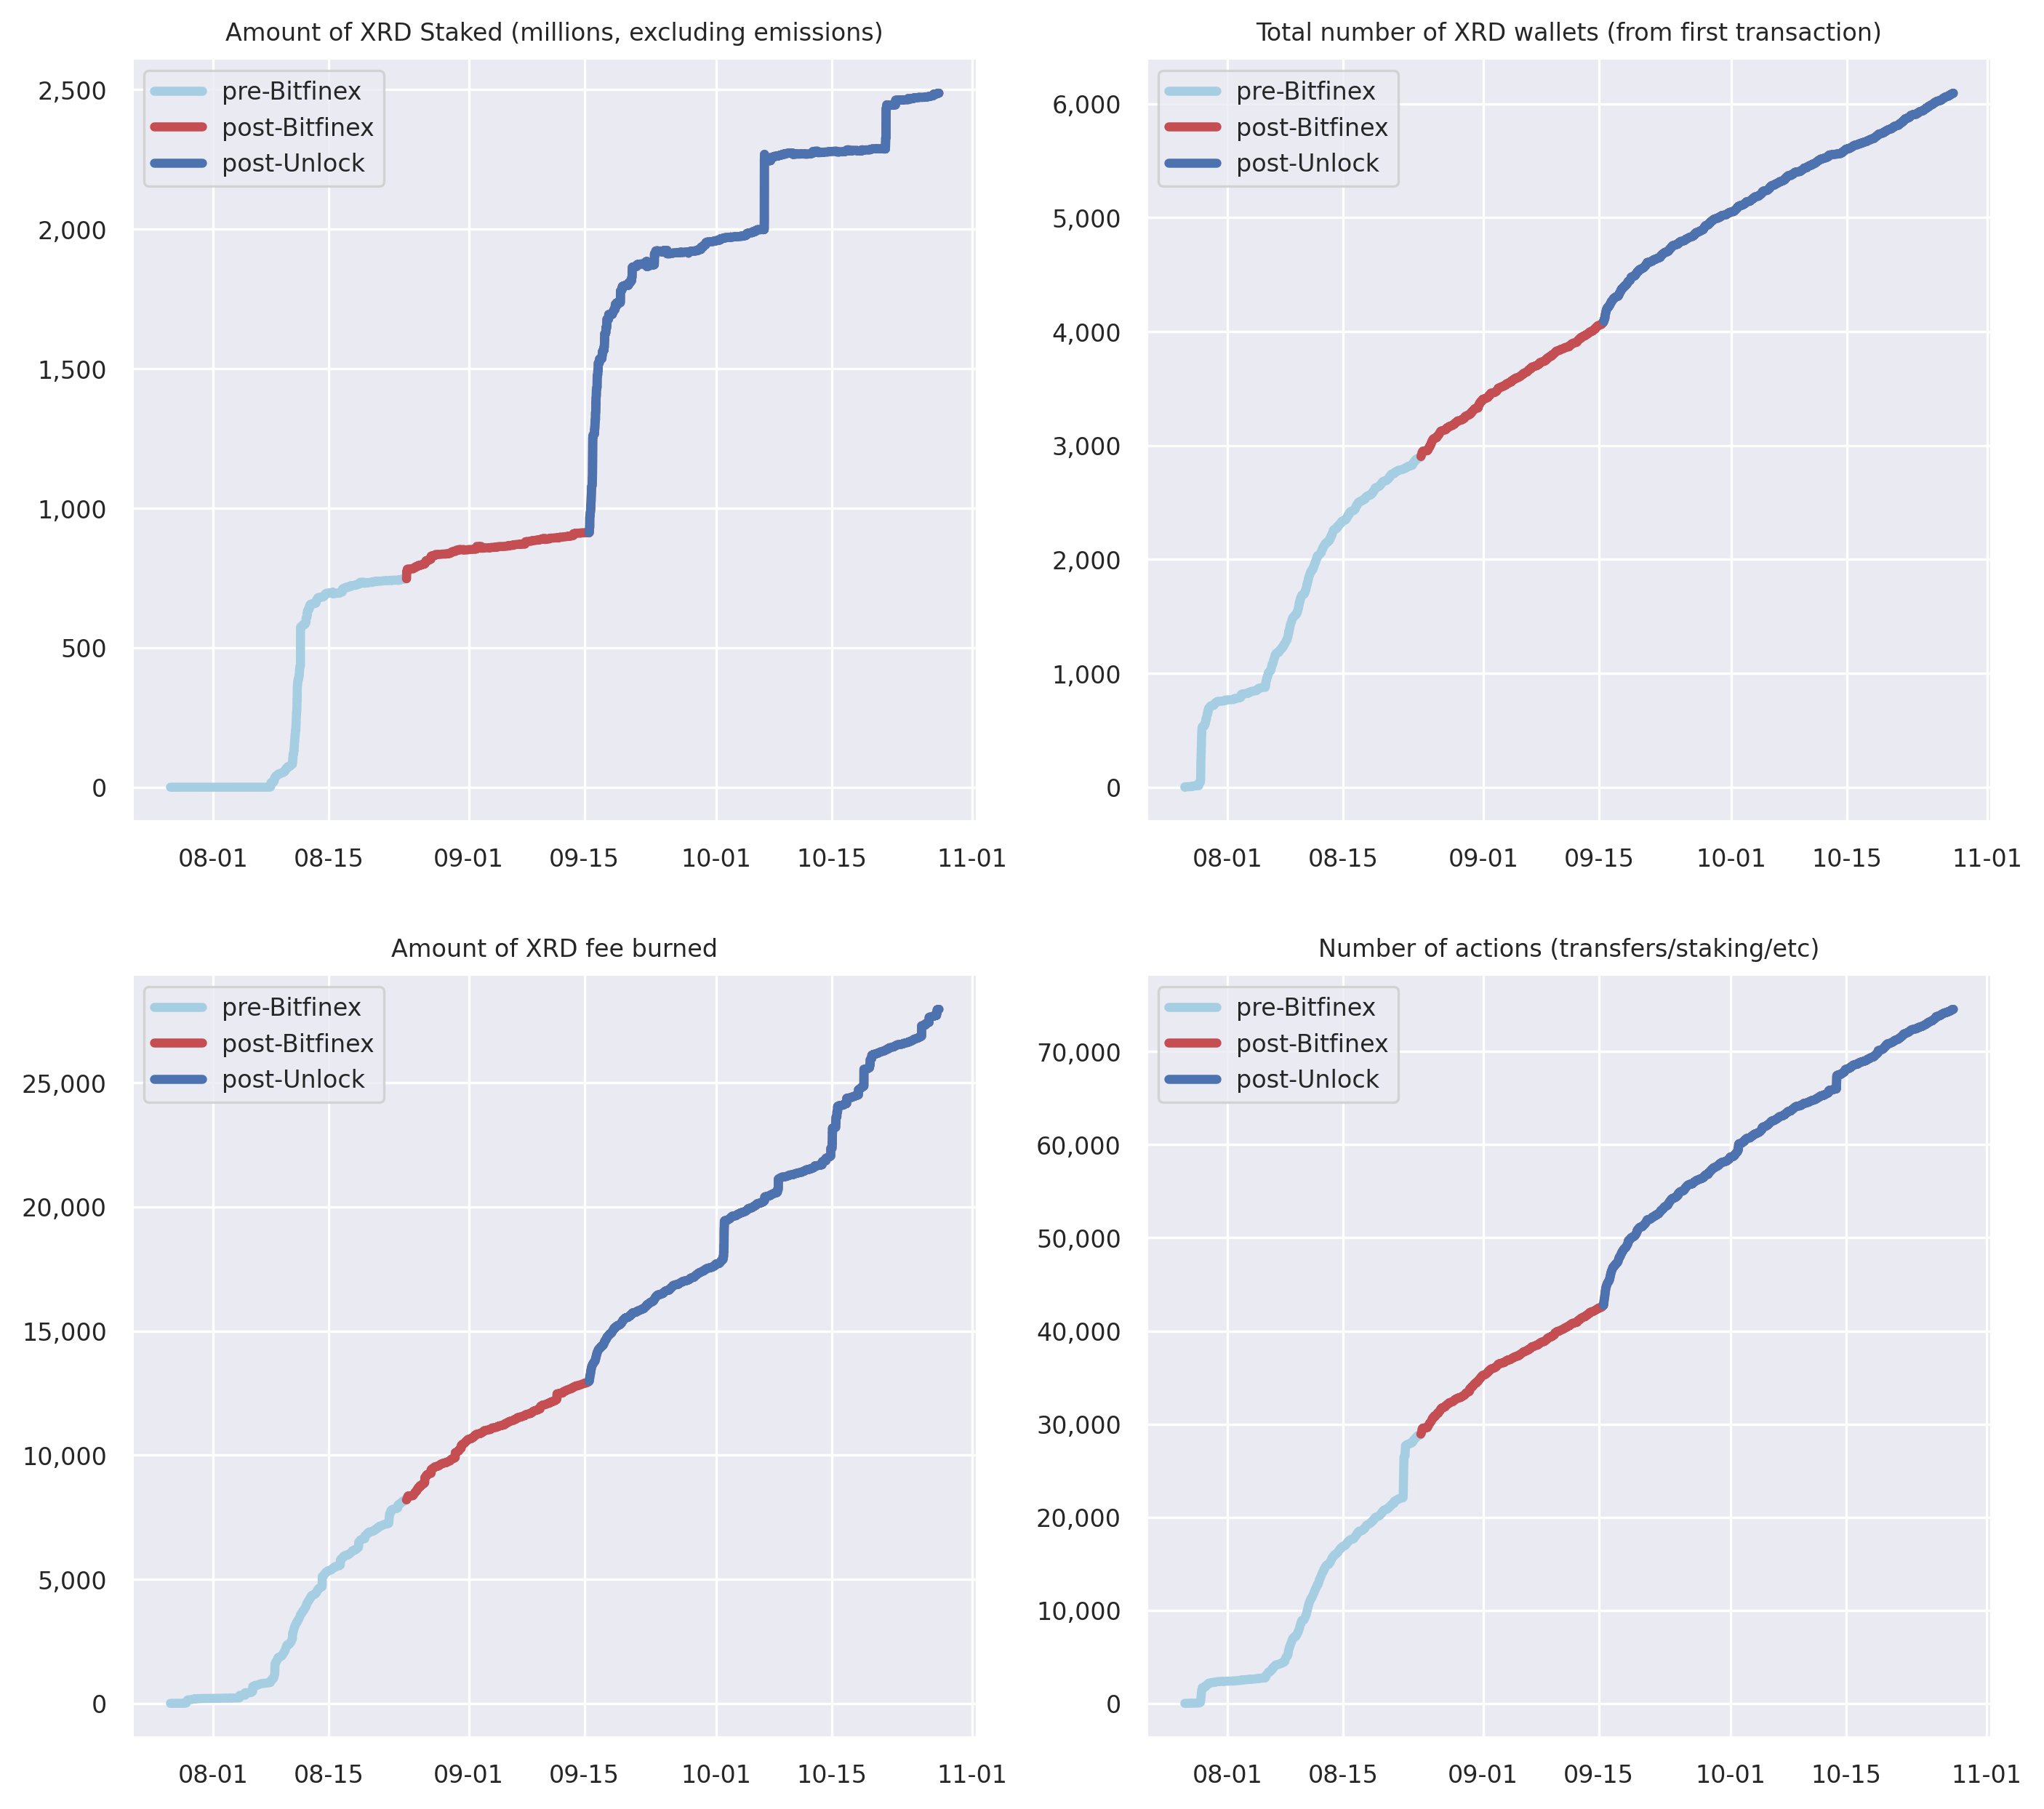 Amount of XRD Staked (millions, excluding emissions)
pre-Bitfinex
post-Bitfinex
post-Unlock
2,500
2,000
1,500
1,000
500
0
08-01 08-15 09-01 09-15 10-01 10-15 11-01
Total number of XRD wallets (from first transaction)
pre-Bitfinex
post-Bitfinex
post-Unlock
6,000
5,000
4,000
3,000
2,000
1,000
0
08-01 08-15 09-01 09-15 10-01 10-15 11-01
Amount of XRD fee burned
pre-Bitfinex
post-Bitfinex
post-Unlock
25,000
20,000
15,000
10,000
5,000
0
08-01 08-15 09-01 09-15 10-01 10-15 11-01
Number of actions (transfers/staking/etc)
pre-Bitfinex
post-Bitfinex
post-Unlock
70,000
60,000
50,000
40,000
30,000
20,000
10,000
0
08-01 08-15 09-01 09-15 10-01 10-15 11-01